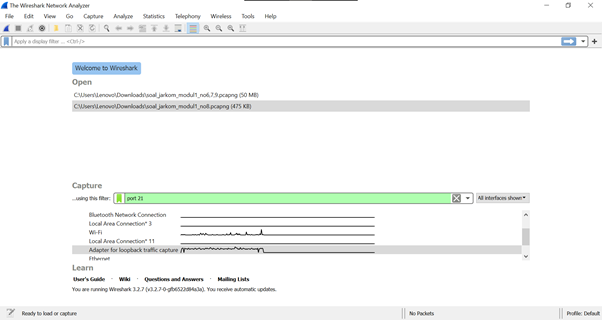 The Wireshark Network Analyzer
File Edit View Go Capture Analyze Statistics Telephony Wireless Tools Help
Apply a display filter ... <Ctrl-/>
Welcome to Wireshark
Open
C:\Users\Lenovo\Downloads\soal_jarkom_modul1_no6,7,9.pcapng (50 MB)
C:\Users\Lenovo\Downloads\soal_jarkom_modul1_no8.pcapng (475 KB)
Capture
...using this filter: port 21 All interfaces shown
Bluetooth Network Connection
Local Area Connection* 3
Wi-Fi
Local Area Connection* 11
Adapter for loopback traffic capture
Ethernet
Learn
User's Guide · Wiki · Questions and Answers · Mailing Lists
You are running Wireshark 3.2.7 (v3.2.7-0-gfb6522d84a3a). You receive automatic updates.
Ready to load or capture No Packets Profile: Default